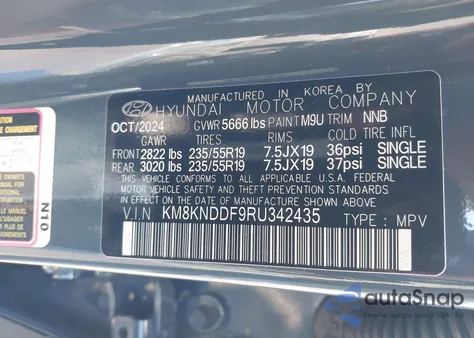 MANUFACTURED IN KOREA BY
HYUNDAI MOTOR COMPANY
OCT/2024 GVWR 5666 lbs PAINT M9U TRIM NNB
GAWR TIRES RIMS COLD TIRE INFL
FRONT 2822 lbs 235/55R19 7.5JX19 36psi SINGLE
REAR 3020 lbs 235/55R19 7.5JX19 37psi SINGLE
THIS VEHICLE CONFORMS TO ALL APPLICABLE U.S.A. FEDERAL
MOTOR VEHICLE SAFETY, BUMPER, AND THEFT PREVENTION STANDARDS
IN EFFECT ON THE DATE OF MANUFACTURE SHOWN ABOVE.
V.I.N KM8KNDDF9RU342435 TYPE : MPV
autoSnap